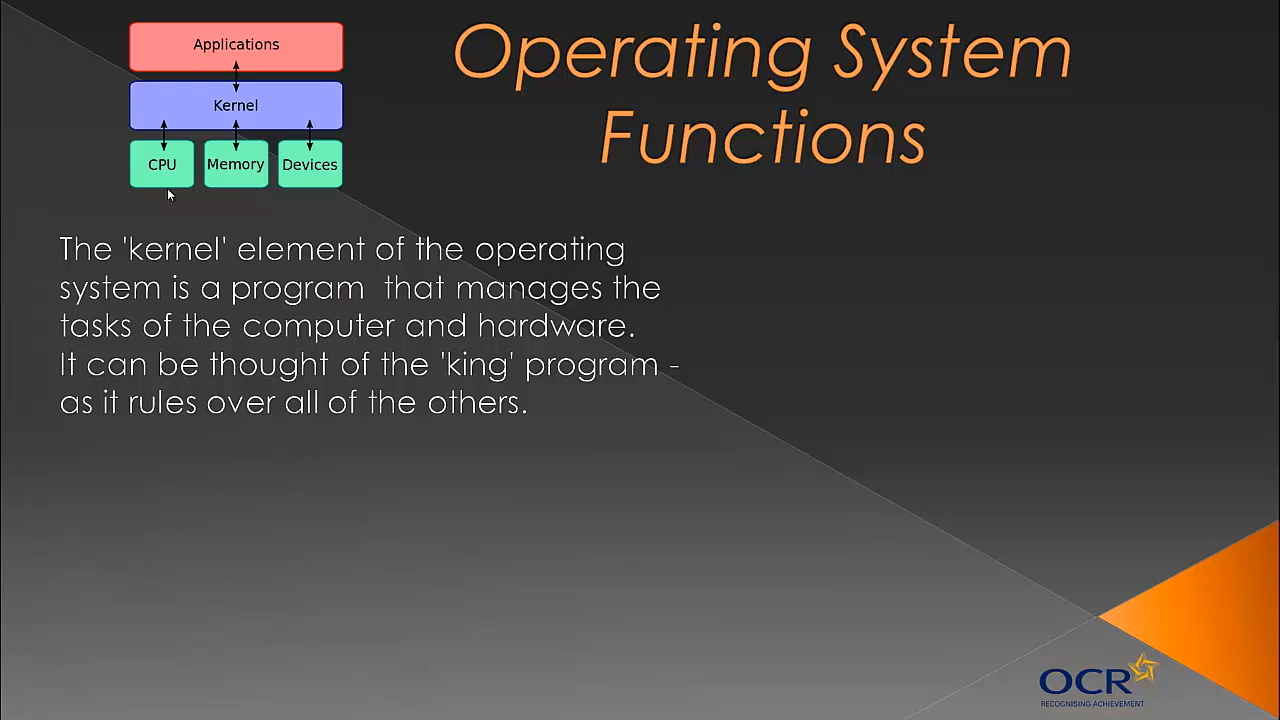 Applications
Kernel
CPU
Memory
Devices
Operating System
Functions
The 'kernel' element of the operating
system is a program  that manages the
tasks of the computer and hardware.
It can be thought of the 'king' program -
as it rules over all of the others.
OCR
RECOGNISING ACHIEVEMENT